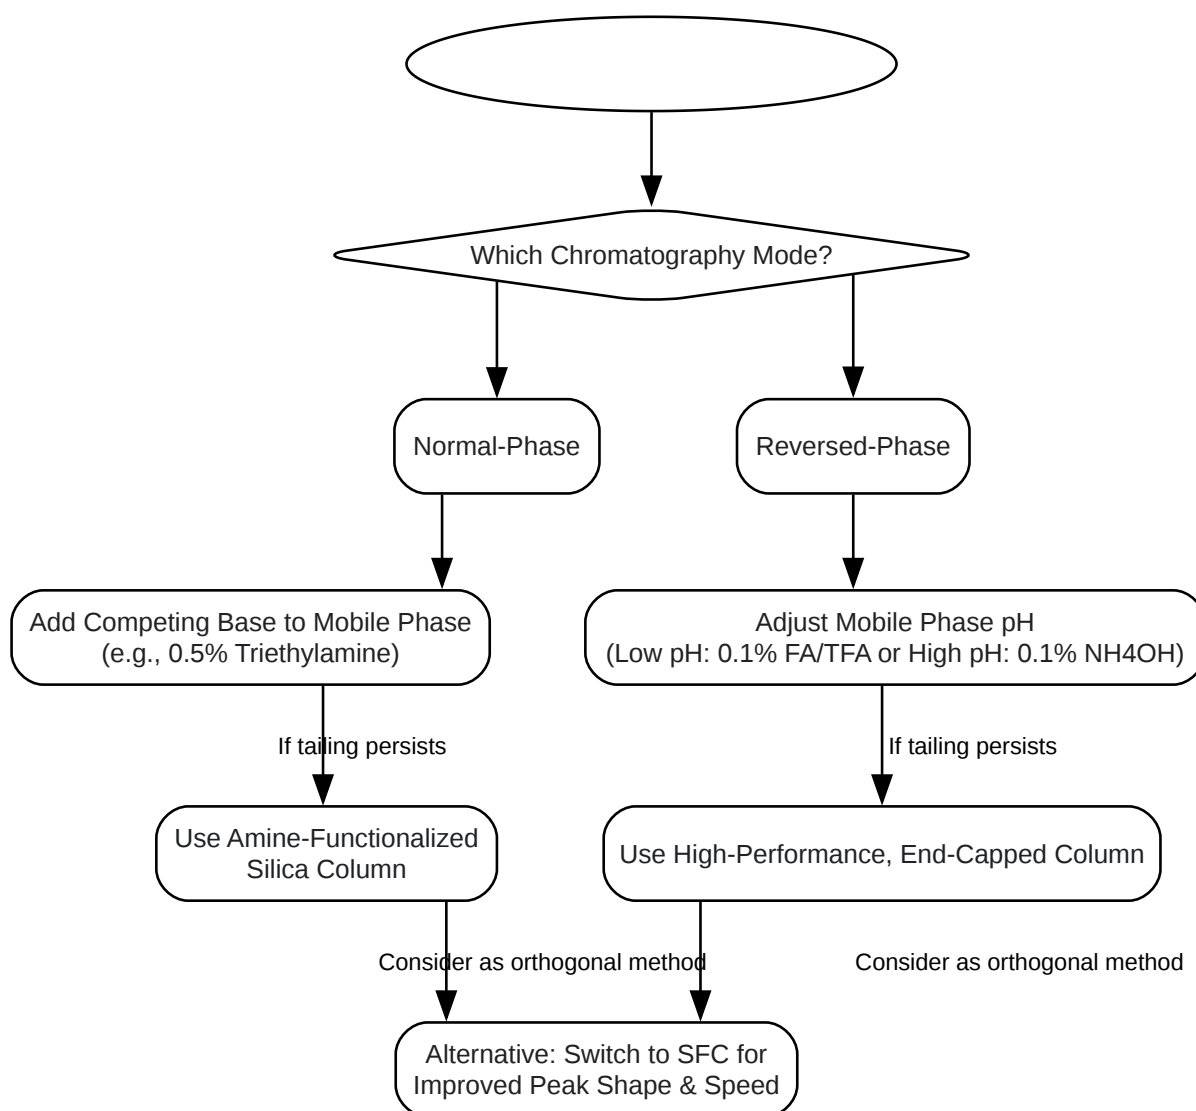 Which Chromatography Mode?
Normal-Phase
Reversed-Phase
Add Competing Base to Mobile Phase
(e.g., 0.5% Triethylamine)
Adjust Mobile Phase pH
(Low pH: 0.1% FA/TFA or High pH: 0.1% NH4OH)
If tailing persists
If tailing persists
Use Amine-Functionalized
Silica Column
Use High-Performance, End-Capped Column
Consider as orthogonal method
Consider as orthogonal method
Alternative: Switch to SFC for
Improved Peak Shape & Speed